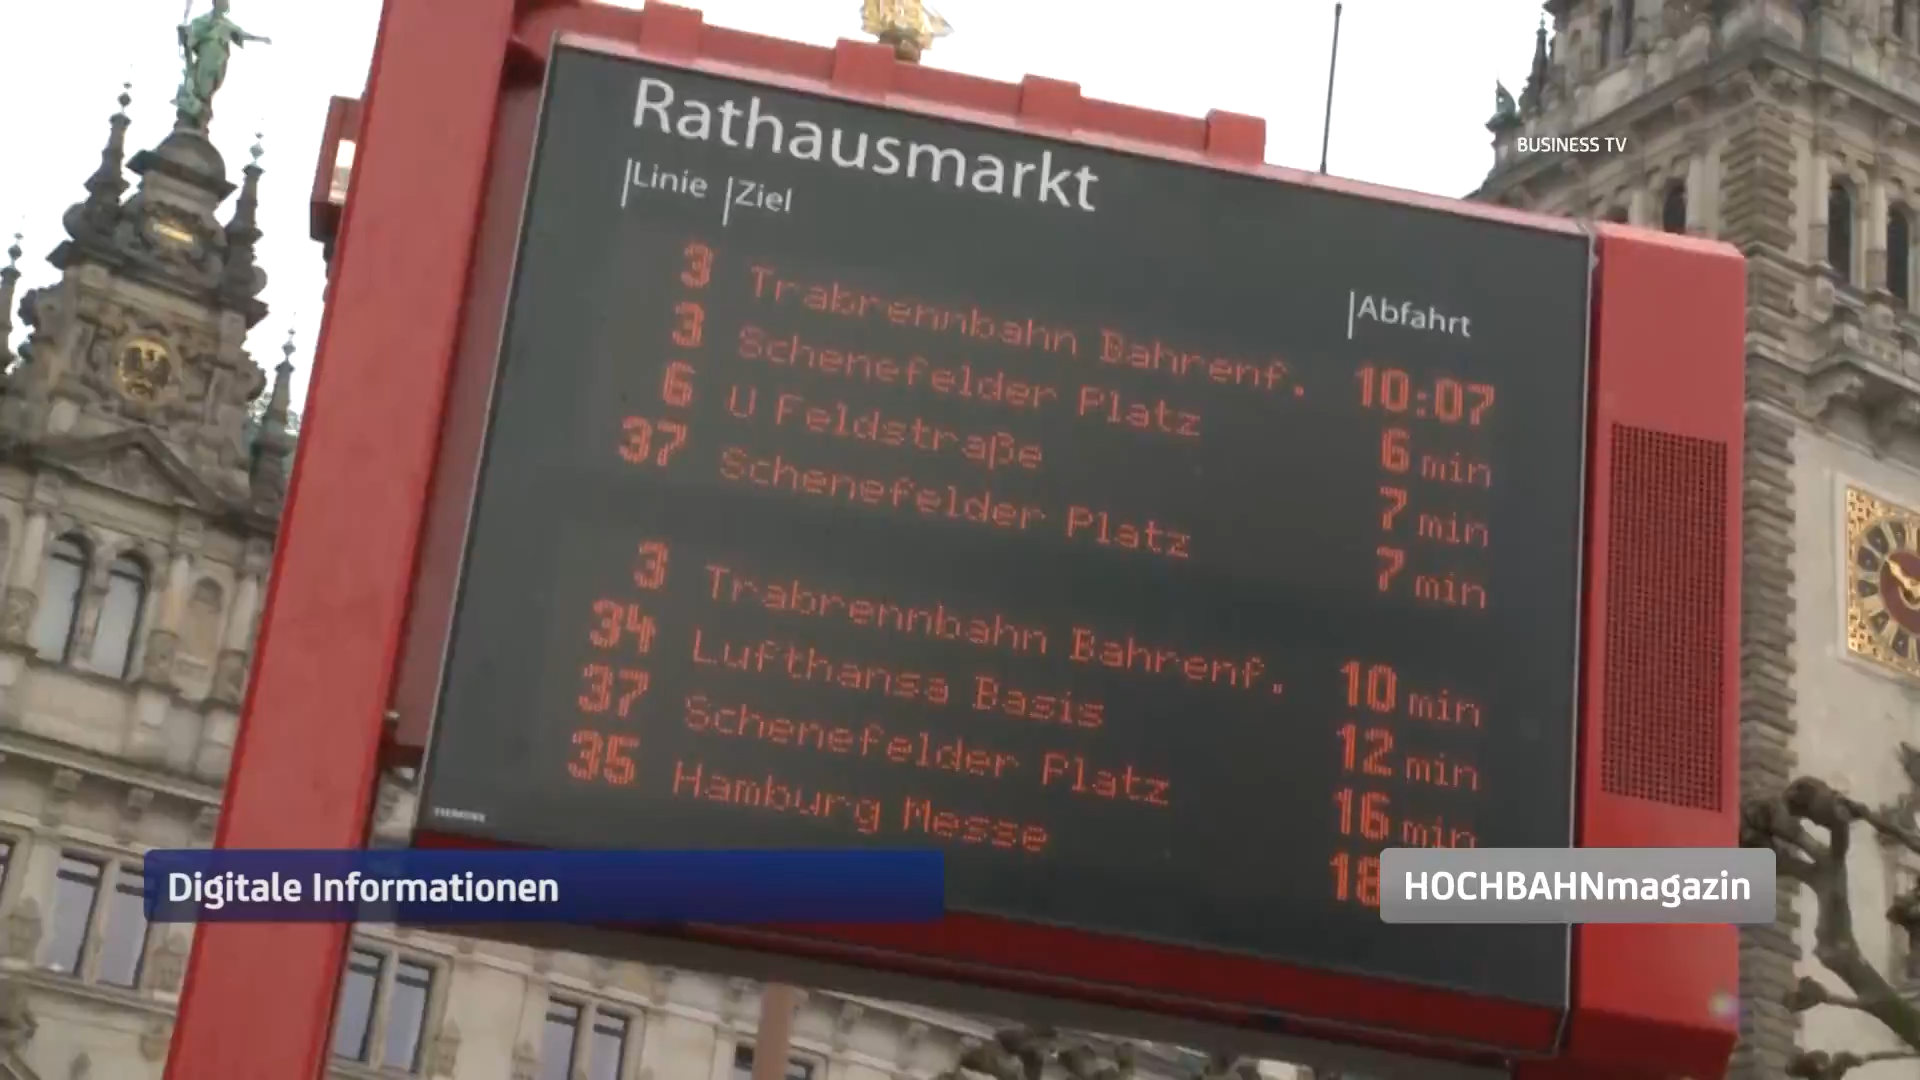 BUSINESS TV
Rathausmarkt
Linie Ziel Abfahrt
3 Trabrennbahn Bahrenf. 10:07
3 Schenefelder Platz 6 min
6 U Feldstraße 7 min
37 Schenefelder Platz 7 min
3 Trabrennbahn Bahrenf. 10 min
34 Lufthansa Basis 12 min
37 Schenefelder Platz 16 min
35 Hamburg Messe 18
Digitale Informationen
HOCHBAHNmagazin